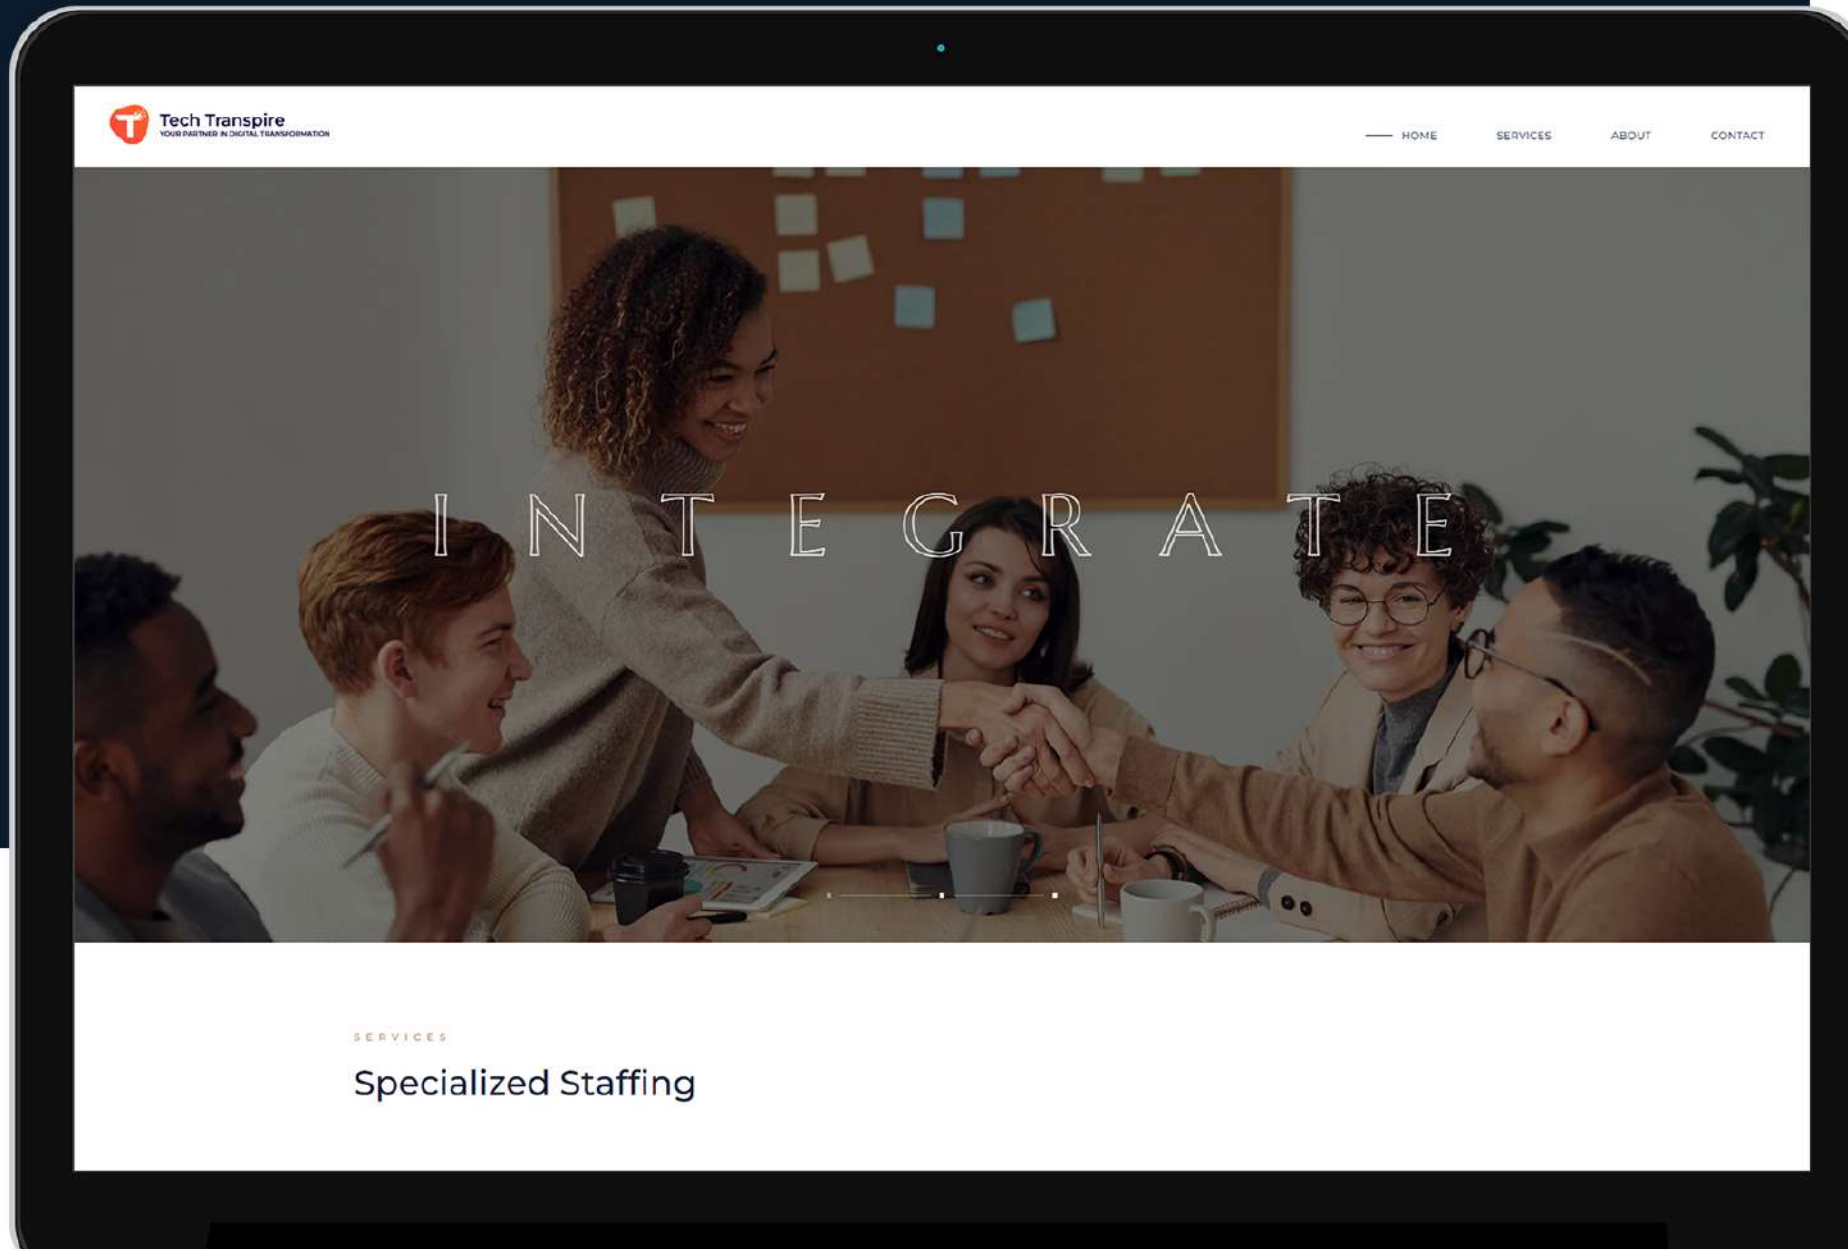 Tech Transpire
YOUR PARTNER IN DIGITAL TRANSFORMATION
HOME SERVICES ABOUT CONTACT
INTEGRATE
SERVICES
Specialized Staffing